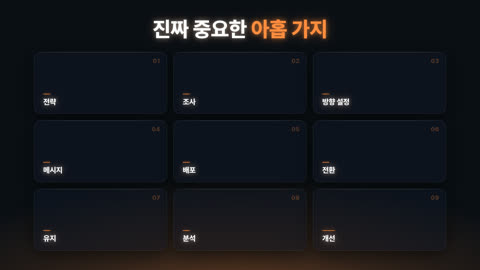 진짜 중요한 아홉 가지
01
전략
02
조사
03
방향 설정
04
메시지
05
배포
06
전환
07
유지
08
분석
09
개선